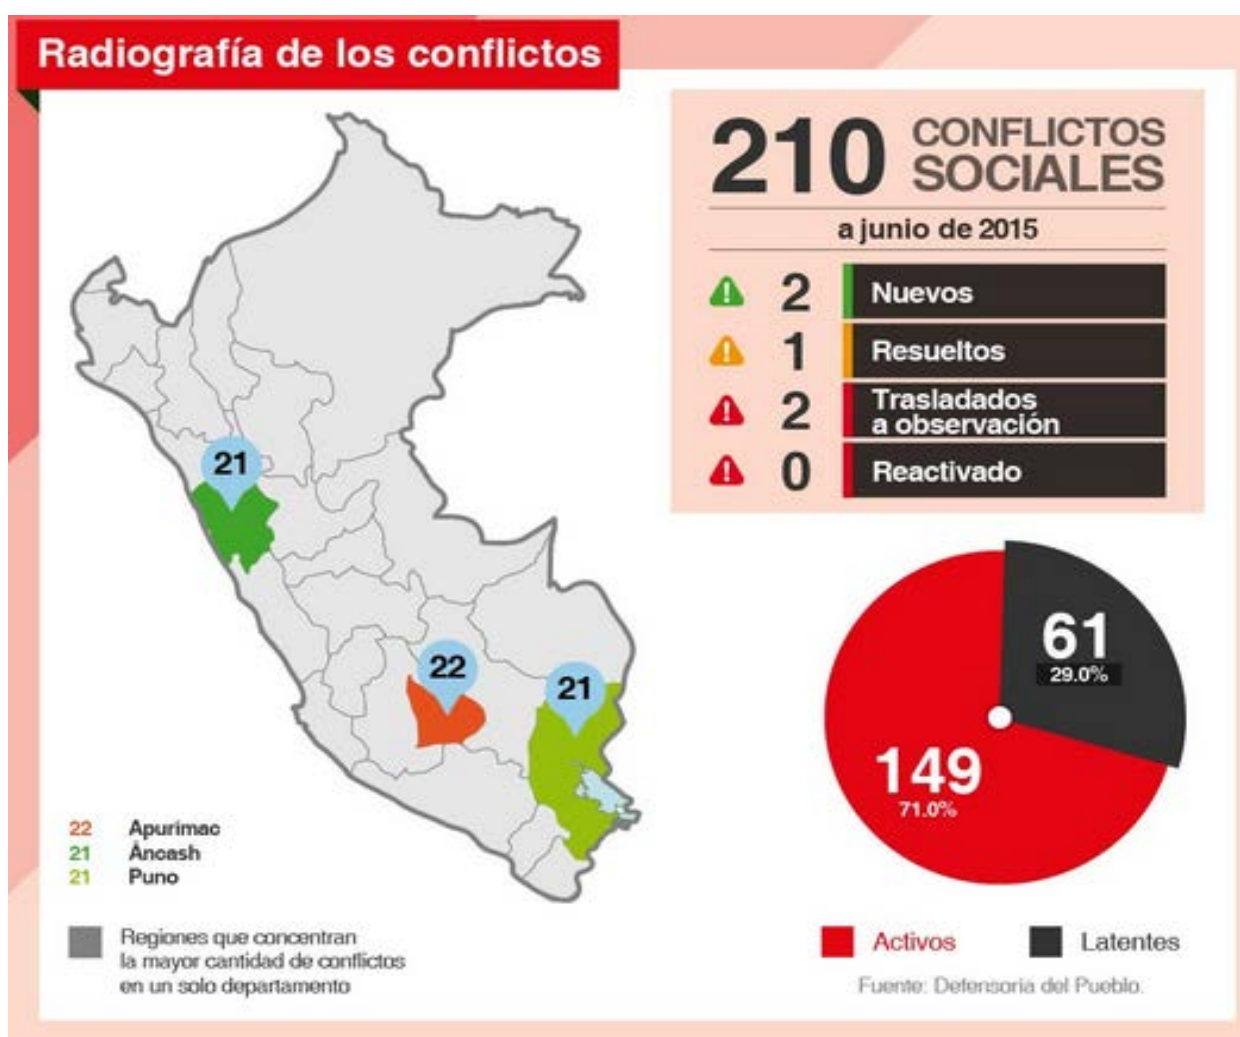 Radiografía de los conflictos
210 CONFLICTOS
SOCIALES
a junio de 2015
2 Nuevos
1 Resueltos
2 Trasladados
a observación
0 Reactivado
21
22
21
61
29.0%
149
71.0%
22 Apurimac
21 Áncash
21 Puno
Regiones que concentran
la mayor cantidad de conflictos
en un solo departamento
Activos
Latentes
Fuente: Defensoría del Pueblo.